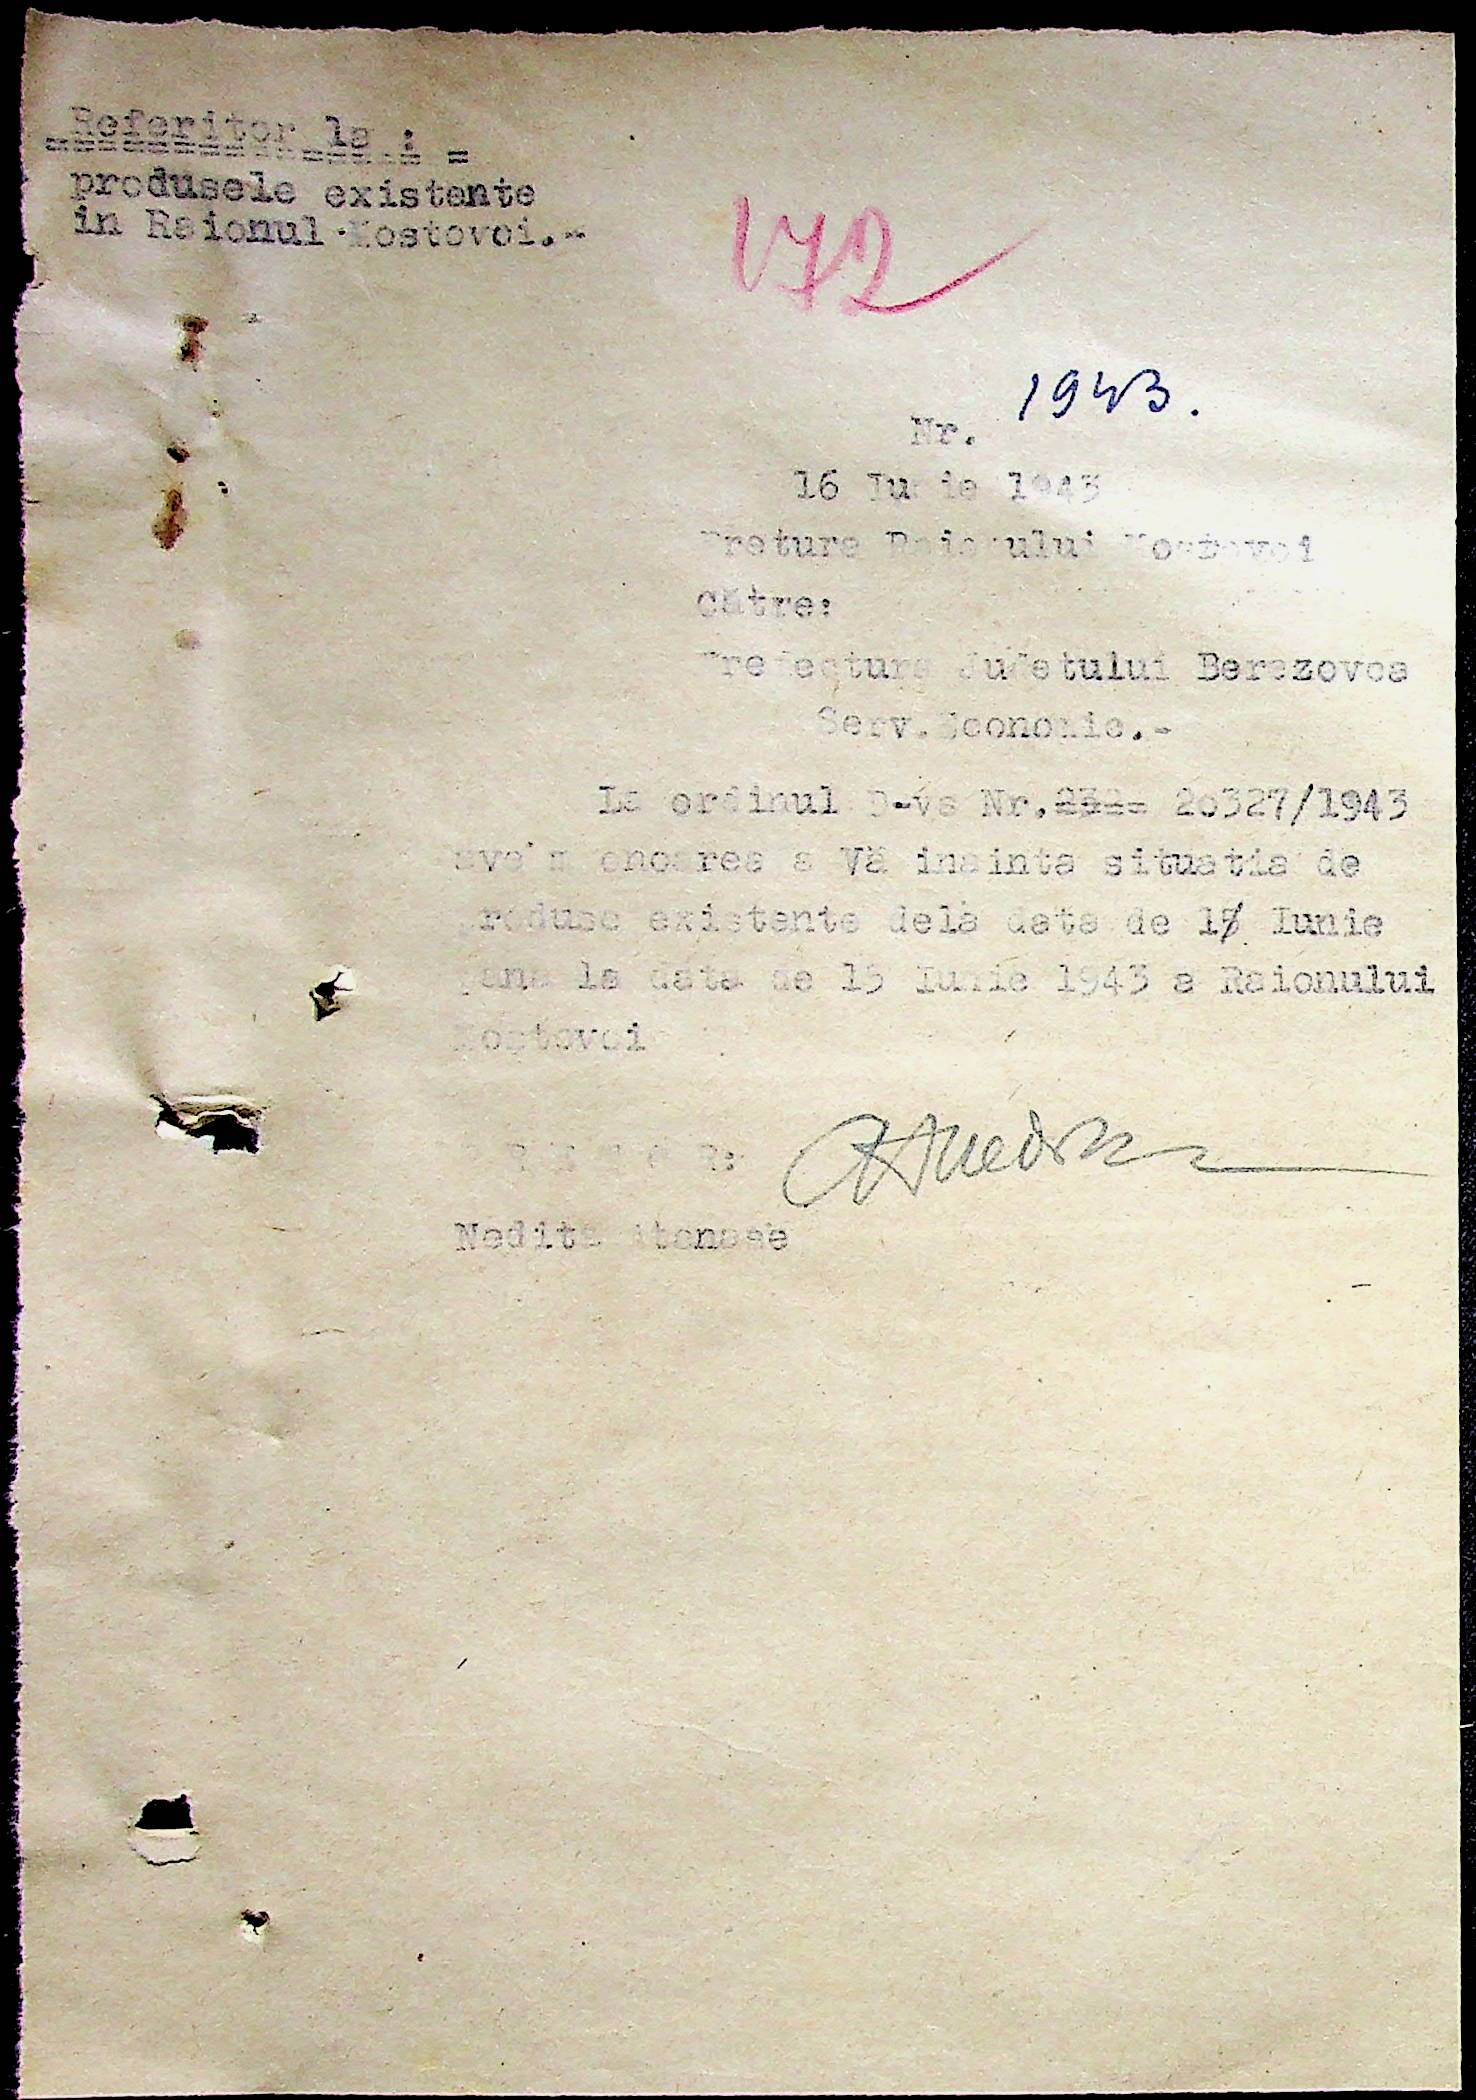 Referitor la :
produsele existente
in Raionul Mostovoi.-
172
Nr. 1943.
16 Iunie 1943
Pretura Raionului Mostovoi
Către:
Prefectura Judetului Berezovca
Serv.Economic.-
La ordinul D-vs Nr.232= 20327/1943
avem onoarea a Vă inainta situatia de
produse existente dela data de 1 Iunie
pana la data de 15 Iunie 1943 a Raionului
Mostovoi
Nedita Atanase